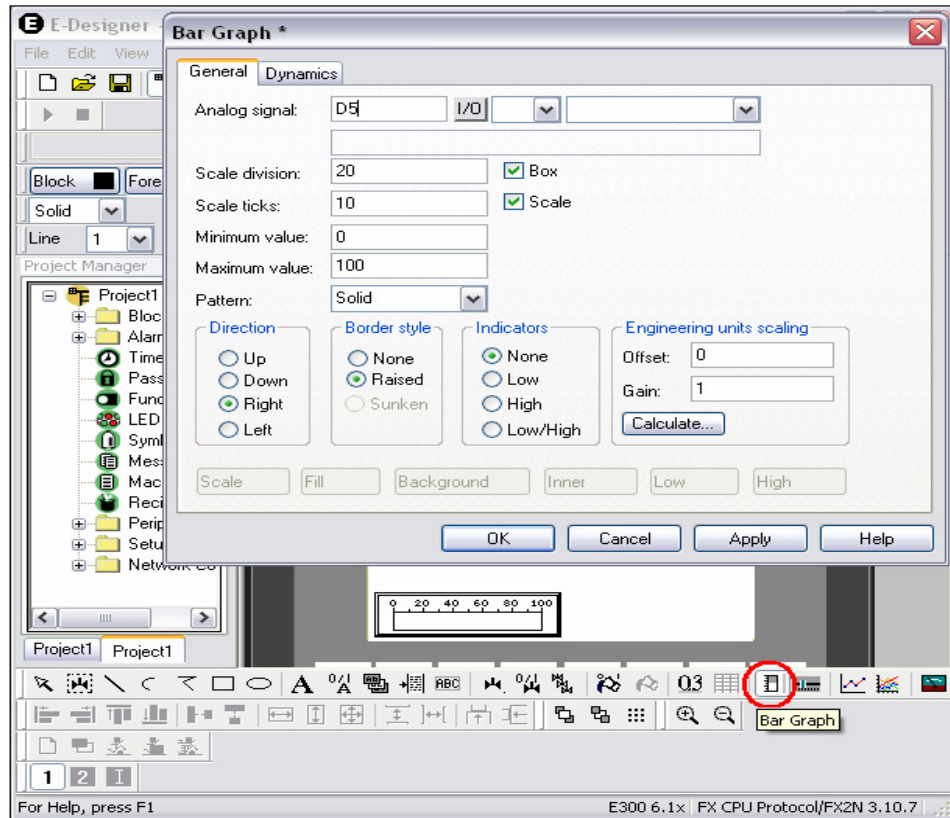 E-Designer -
Bar Graph *
File Edit View
General Dynamics
Analog signal: D5 I/O
Scale division: 20 Box
Scale ticks: 10 Scale
Minimum value: 0
Maximum value: 100
Pattern: Solid
Direction
Up
Down
Right
Left
Border style
None
Raised
Sunken
Indicators
None
Low
High
Low/High
Engineering units scaling
Offset: 0
Gain: 1
Calculate...
Scale Fill Background Inner Low High
OK Cancel Apply Help
Block Fore
Solid
Line 1
Project Manager
Project1
Bloc
Alarr
Time
Pass
Func
LED
Syml
Mes
Mac
Reci
Perip
Setu
Network Co
0 20 40 60 80 100
Project1 Project1
A ABC 03
Bar Graph
1 2 I
For Help, press F1 E300 6.1x FX CPU Protocol/FX2N 3.10.7